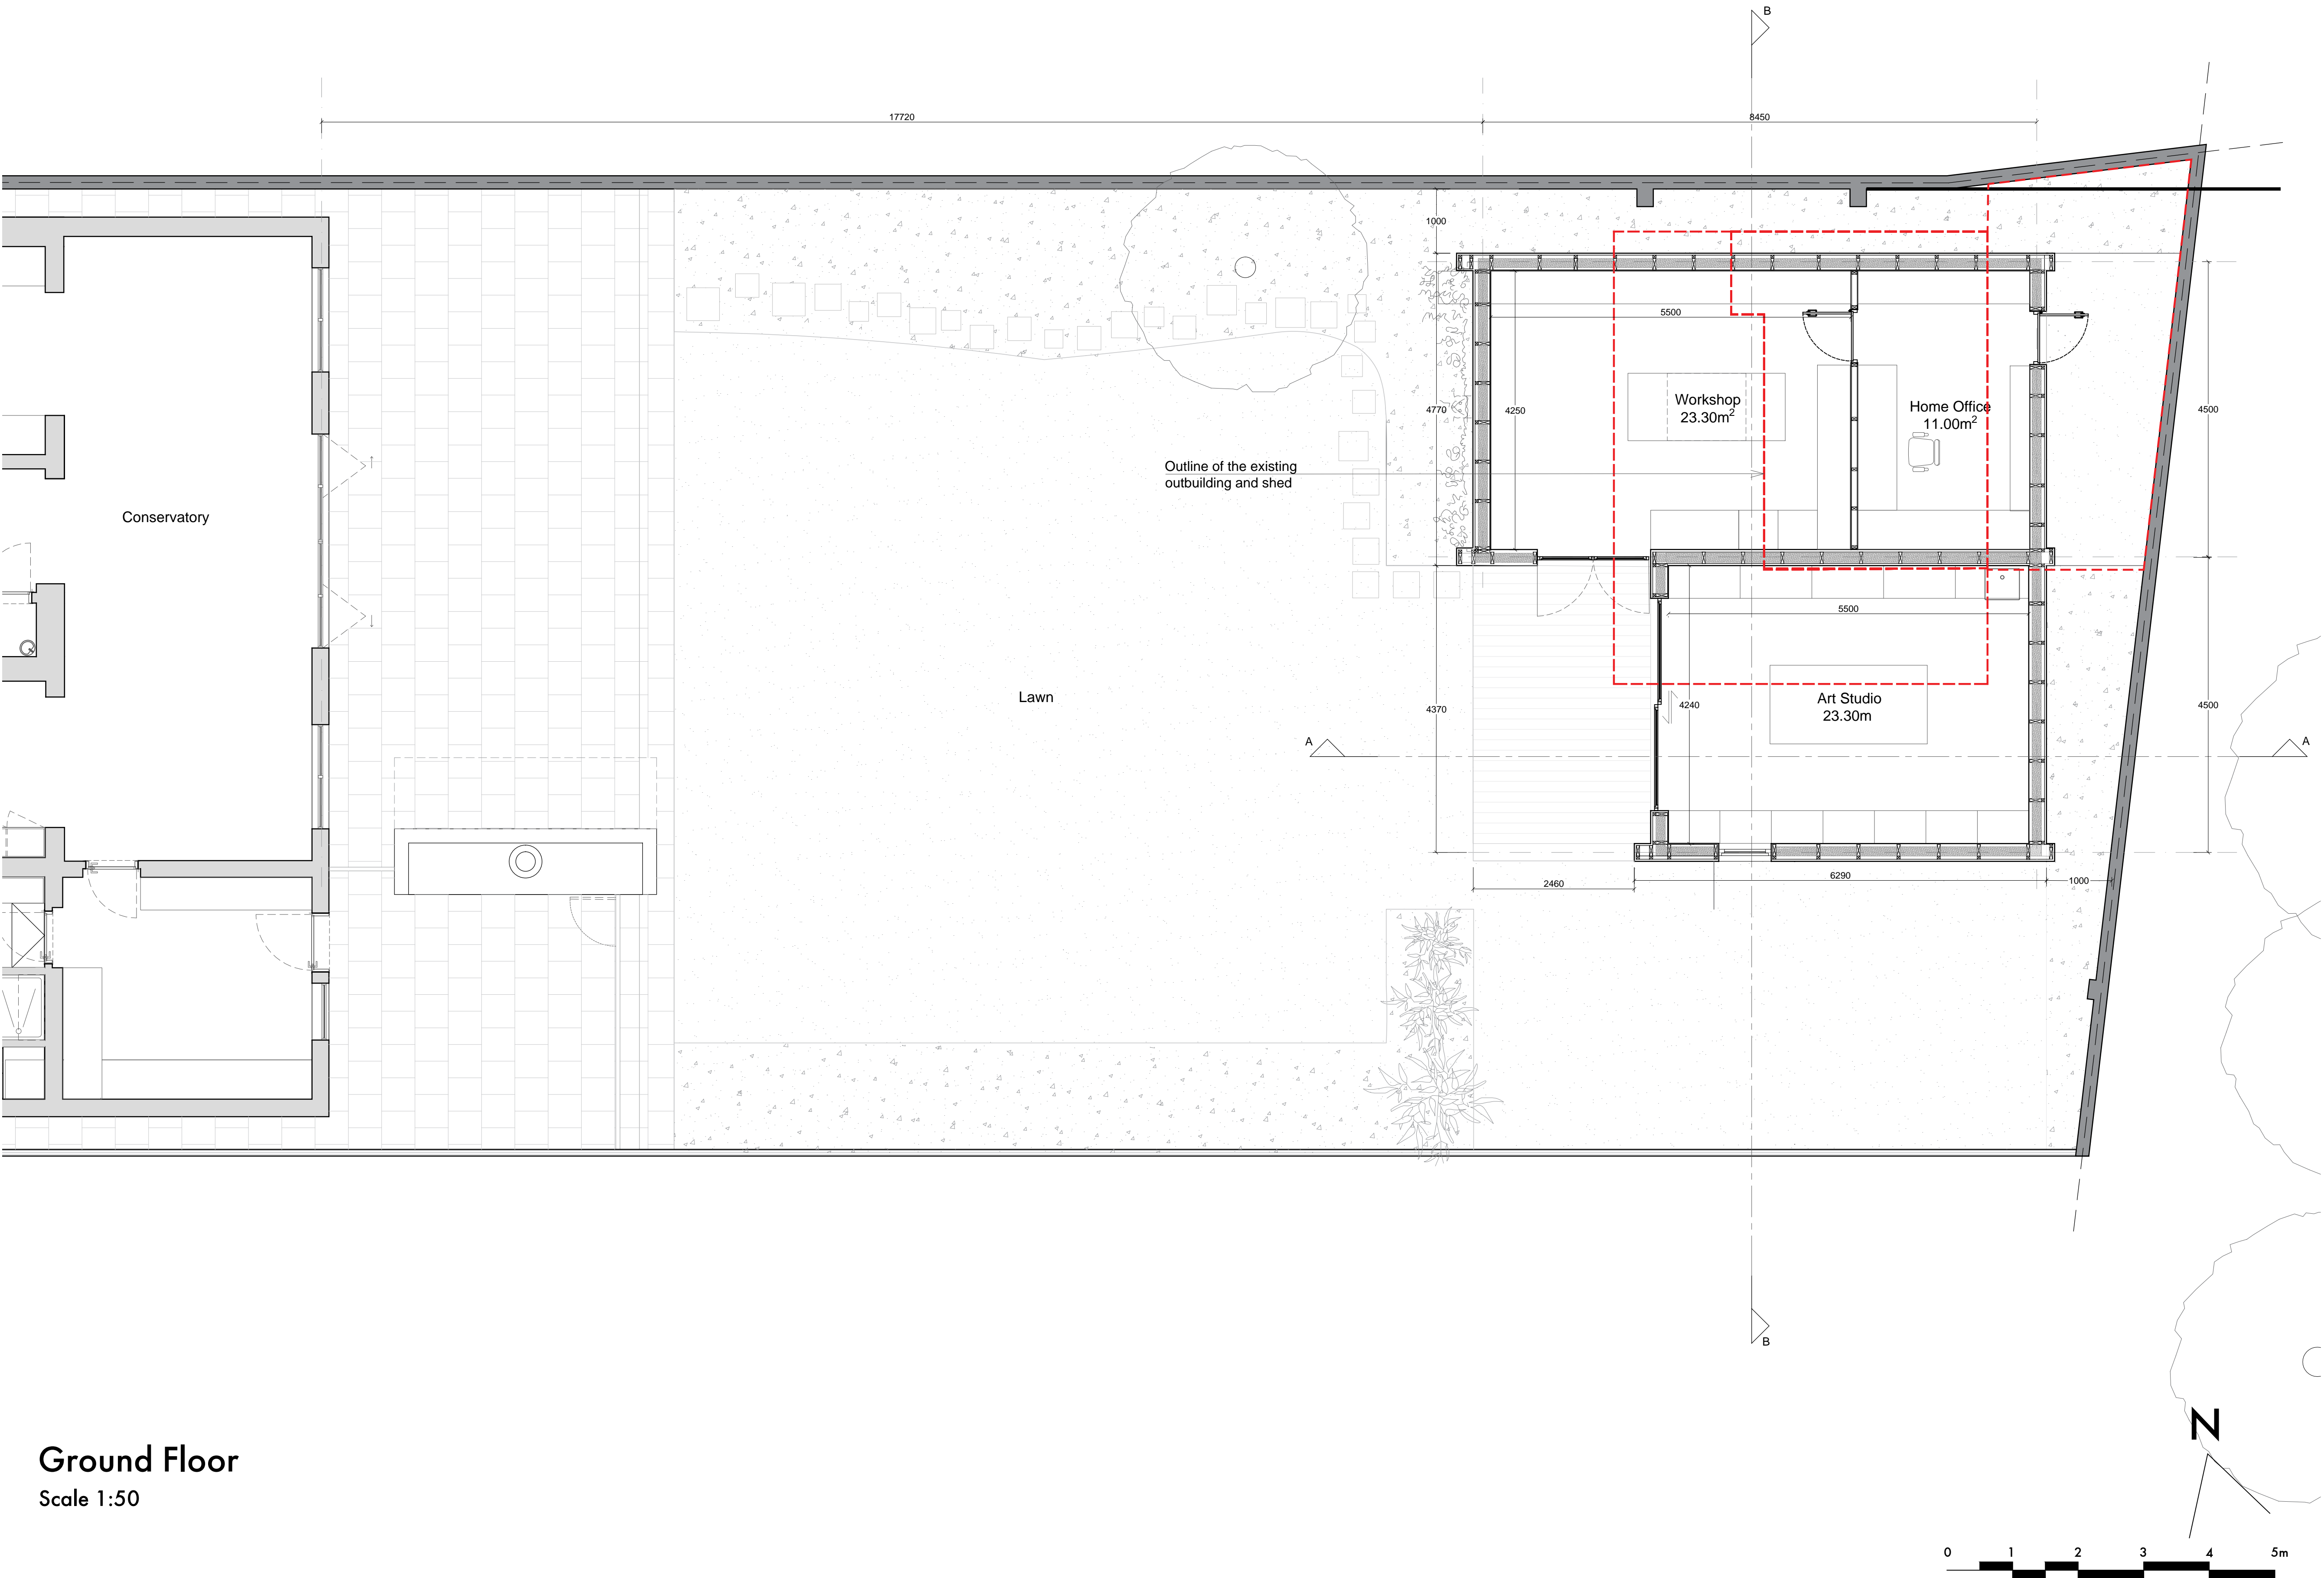 B
17720
8450
1000
5500
Workshop
23.30m²
Home Office
11.00m²
4770
4250
4500
Outline of the existing
outbuilding and shed
Conservatory
5500
Lawn
Art Studio
23.30m
4370
4240
4500
A
A
2460
6290
1000
B
N
Ground Floor
Scale 1:50
0 1 2 3 4 5m